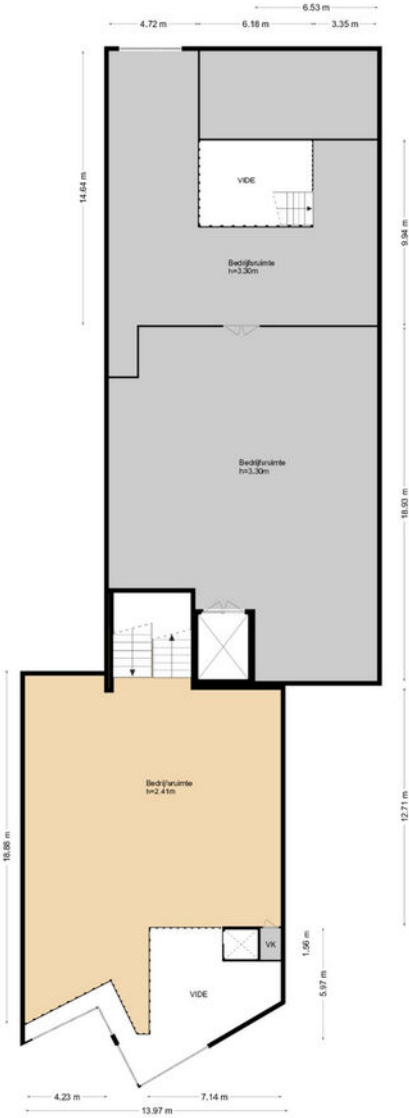 6.53 m
4.72 m
6.18 m
3.35 m
14.64 m
VIDE
9.94 m
Bedrijfsruimte
h=3.30m
Bedrijfsruimte
h=3.30m
18.93 m
18.88 m
Bedrijfsruimte
h=2.41m
12.71 m
VK
1.56 m
VIDE
5.97 m
4.23 m
7.14 m
13.97 m